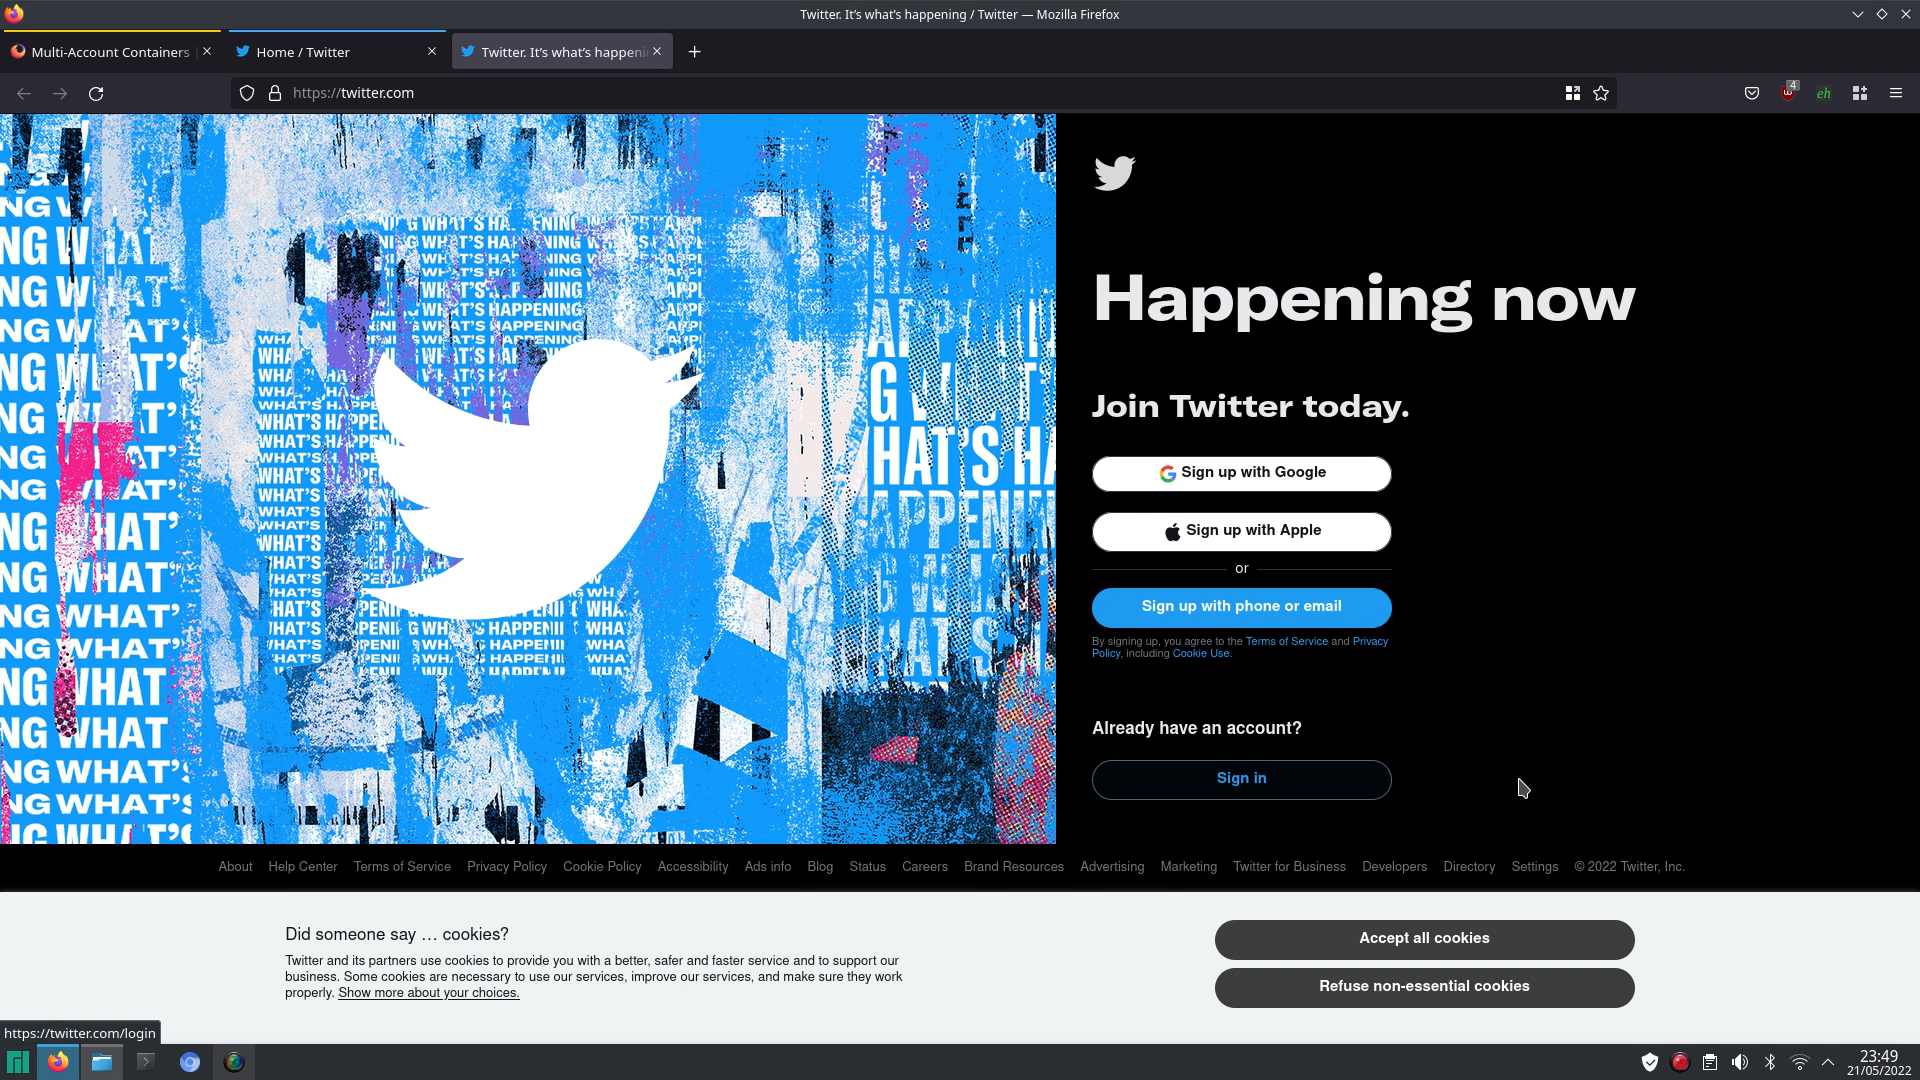 Twitter. It's what's happening / Twitter — Mozilla Firefox
Multi-Account Containers
Home / Twitter
Twitter. It's what's happenin
https://twitter.com
4
eh
WHAT'S HAPPENING
Happening now
Join Twitter today.
Sign up with Google
Sign up with Apple
or
Sign up with phone or email
By signing up, you agree to the Terms of Service and Privacy
Policy, including Cookie Use.
Already have an account?
Sign in
About Help Center Terms of Service Privacy Policy Cookie Policy Accessibility Ads info Blog Status Careers Brand Resources Advertising Marketing Twitter for Business Developers Directory Settings © 2022 Twitter, Inc.
Did someone say … cookies?
Twitter and its partners use cookies to provide you with a better, safer and faster service and to support our
business. Some cookies are necessary to use our services, improve our services, and make sure they work
properly. Show more about your choices.
Accept all cookies
Refuse non-essential cookies
https://twitter.com/login
23:49
21/05/2022